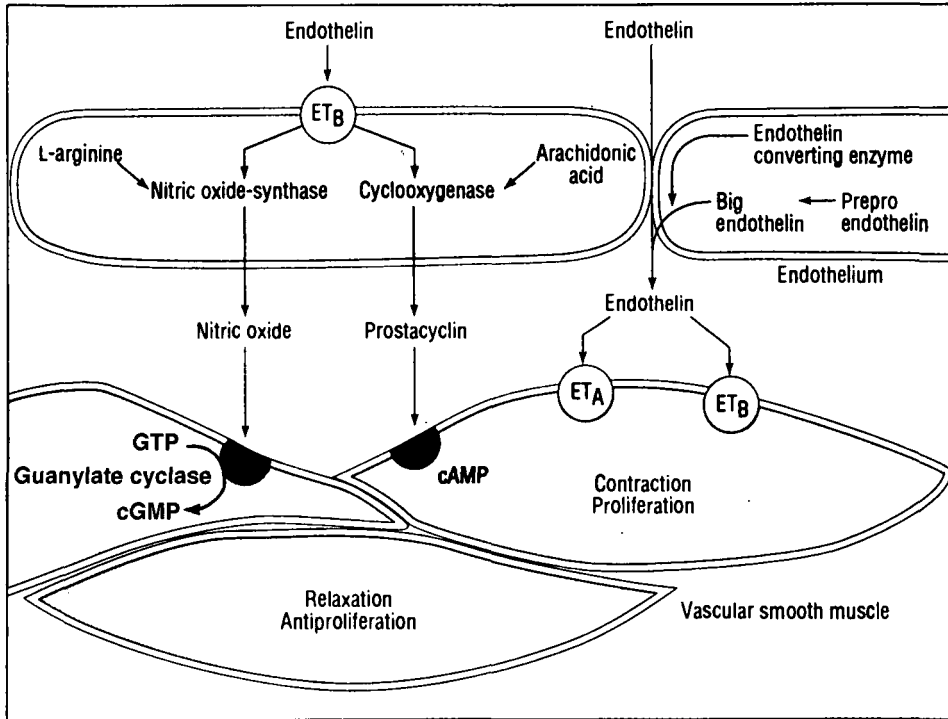 Endothelin
Endothelin
ETB
L-arginine
Nitric oxide-synthase
Cyclooxygenase
Arachidonic
acid
Endothelin
converting enzyme
Big
endothelin
Prepro
endothelin
Endothelium
Nitric oxide
Prostacyclin
Endothelin
ETA
ETB
GTP
Guanylate cyclase
cGMP
cAMP
Contraction
Proliferation
Relaxation
Antiproliferation
Vascular smooth muscle